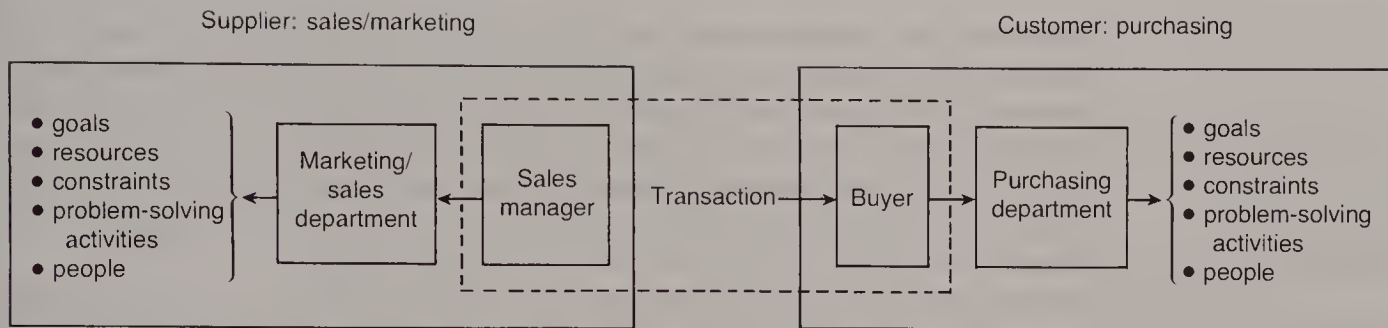 Supplier: sales/marketing
Customer: purchasing
• goals
• resources
• constraints
• problem-solving
activities
• people
Marketing/
sales
department
Sales
manager
Transaction
Buyer
Purchasing
department
• goals
• resources
• constraints
• problem-solving
activities
• people